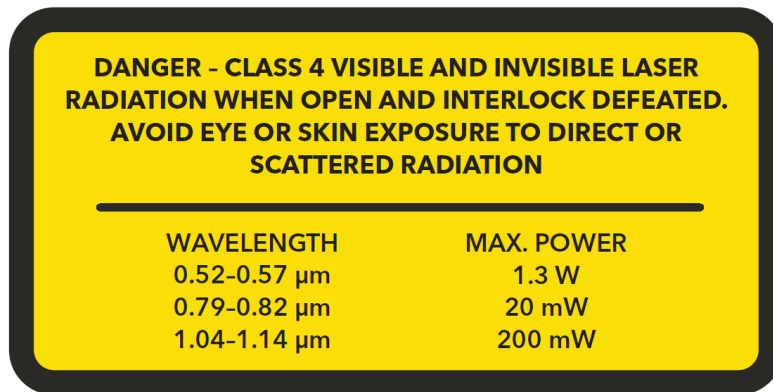 DANGER – CLASS 4 VISIBLE AND INVISIBLE LASER
RADIATION WHEN OPEN AND INTERLOCK DEFEATED.
AVOID EYE OR SKIN EXPOSURE TO DIRECT OR
SCATTERED RADIATION
WAVELENGTH MAX. POWER
0.52–0.57 µm 1.3 W
0.79–0.82 µm 20 mW
1.04–1.14 µm 200 mW